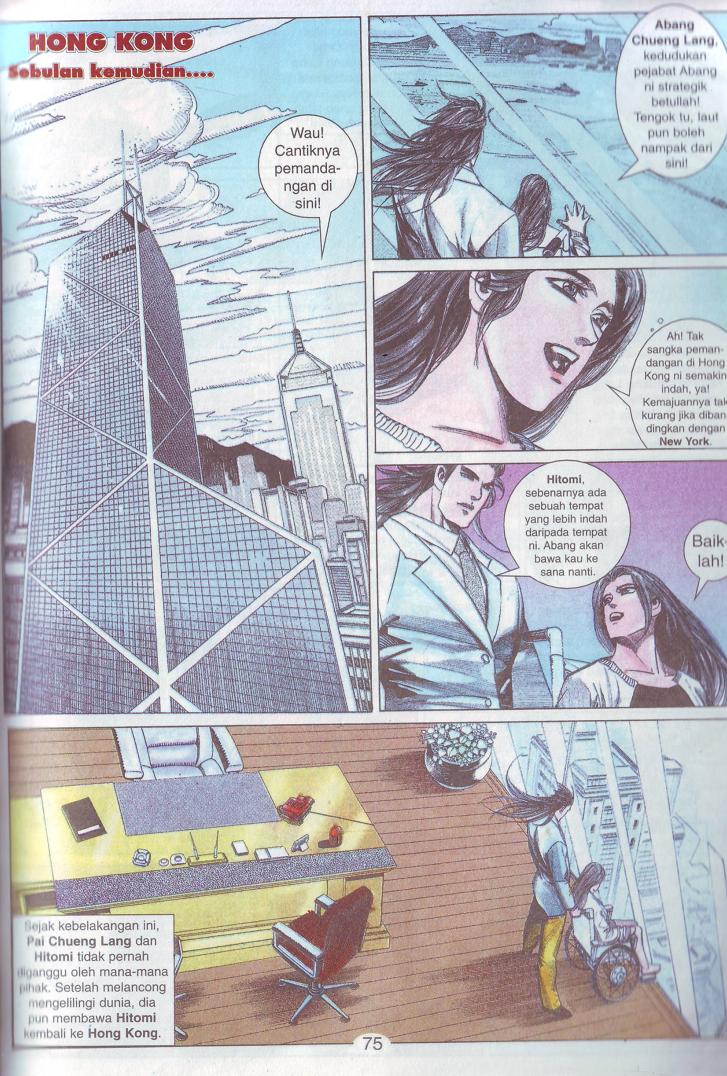 HONG KONG
Sebulan kemudian....
Wau!
Cantiknya
pemanda-
ngan di
sini!
Abang
Chueng Lang,
kedudukan
pejabat Abang
ni strategik
betullah!
Tengok tu, laut
pun boleh
nampak dari
sini!
Ah! Tak
sangka peman-
dangan di Hong
Kong ni semakin
indah, ya!
Kemajuannya tak
kurang jika diban
dingkan dengan
New York.
Hitomi,
sebenarnya ada
sebuah tempat
yang lebih indah
daripada tempat
ni. Abang akan
bawa kau ke
sana nanti.
Baik-
lah!
Sejak kebelakangan ini,
Pai Chueng Lang dan
Hitomi tidak pernah
diganggu oleh mana-mana
pihak. Setelah melancong
mengelilingi dunia, dia
pun membawa Hitomi
kembali ke Hong Kong.
75